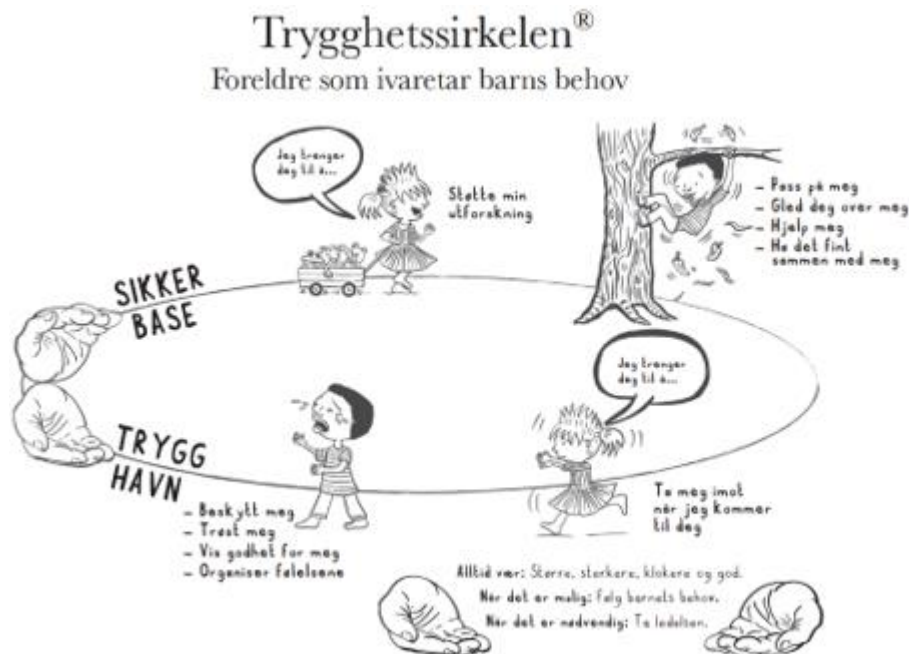 Trygghetssirkelen®
Foreldre som ivaretar barns behov
Jeg trenger
deg til å...
Støtte min
utforskning
- Pass på meg
- Gled deg over meg
- Hjelp meg
- Ha det fint
sammen med meg
SIKKER
BASE
Jeg trenger
deg til å...
TRYGG
HAVN
- Beskytt meg
- Trøst meg
- Vis godhet for meg
- Organiser følelsene
Ta meg imot
når jeg kommer
til deg
Alltid vær: Større, sterkere, klokere og god.
Når det er mulig: Følg barnets behov.
Når det er nødvendig: Ta ledelsen.